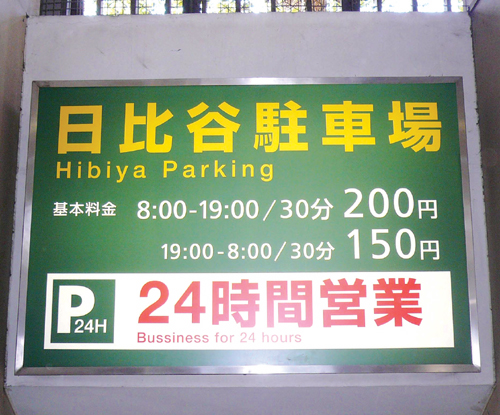 日比谷駐車場
Hibiya Parking
基本料金 8:00-19:00/30分 200円
19:00-8:00/30分 150円
P24H
24時間営業
Bussiness for 24 hours